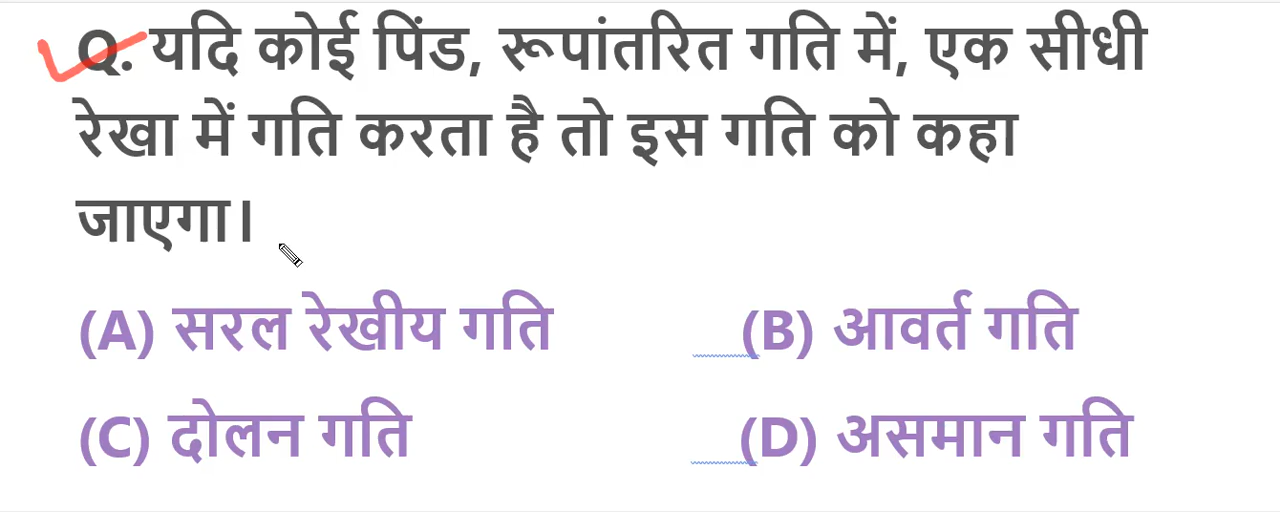 Q. यदि कोई पिंड, रूपांतरित गति में, एक सीधी
रेखा में गति करता है तो इस गति को कहा
जाएगा।
(A) सरल रेखीय गति (B) आवर्त गति
(C) दोलन गति (D) असमान गति